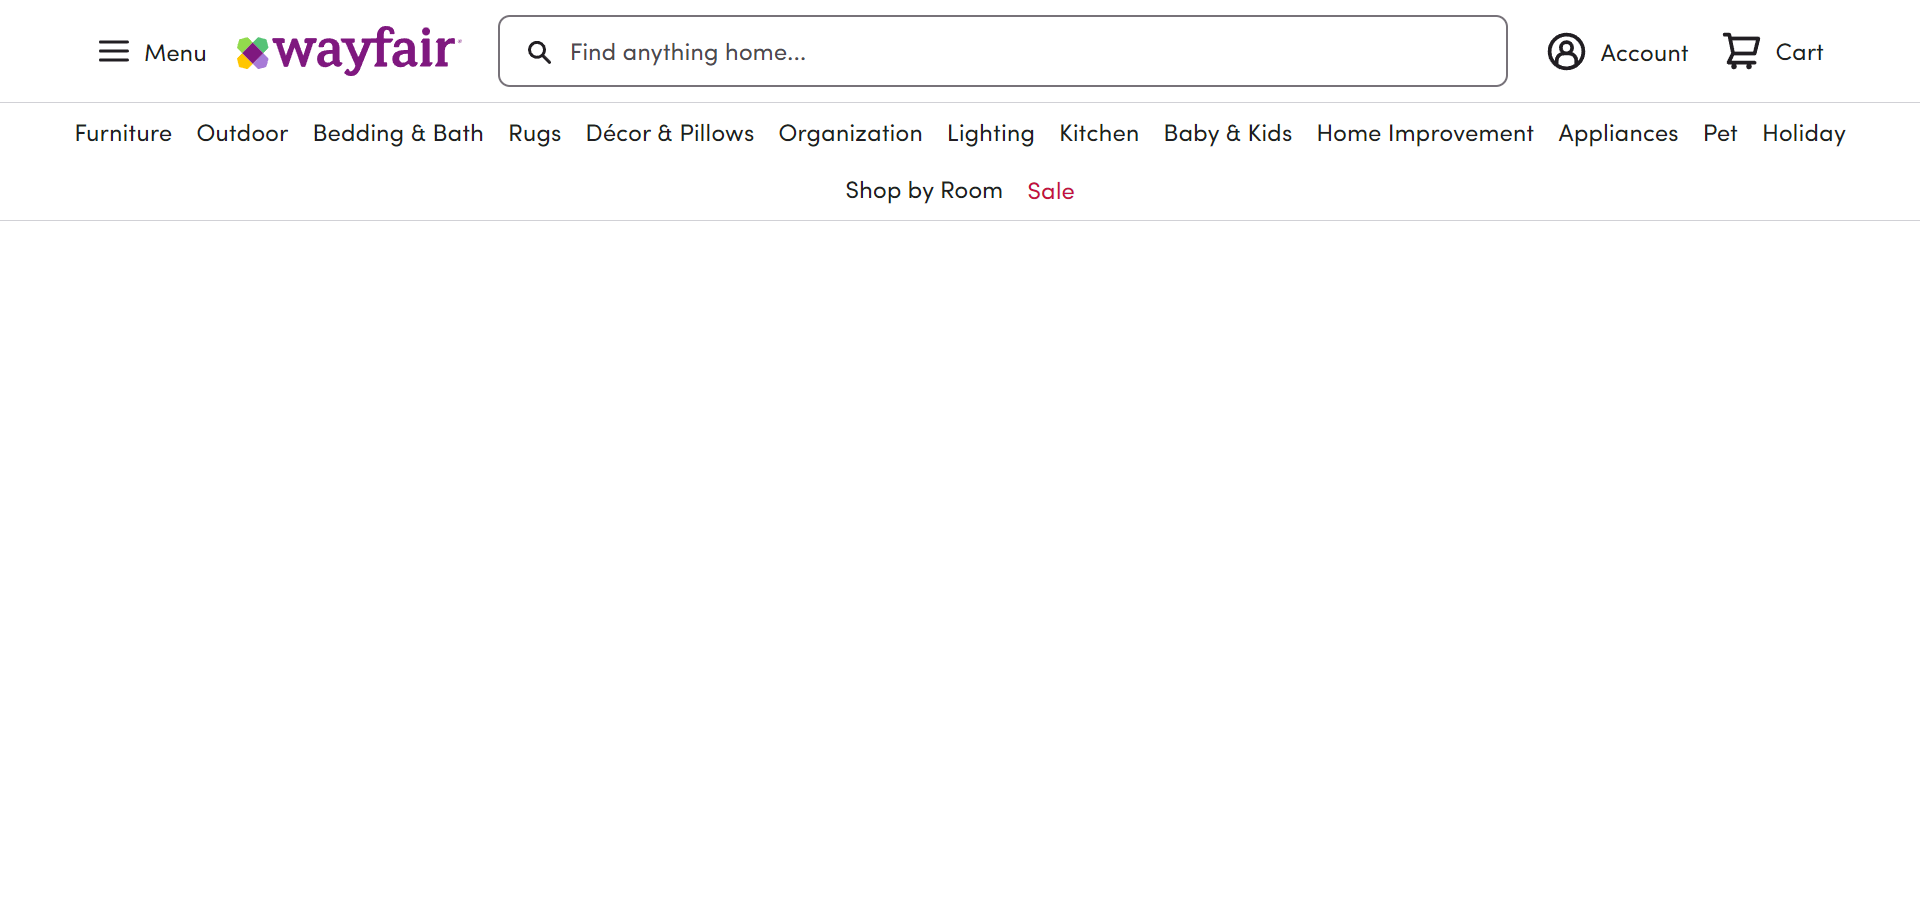 Menu wayfair Find anything home... Account Cart
Furniture Outdoor Bedding & Bath Rugs Décor & Pillows Organization Lighting Kitchen Baby & Kids Home Improvement Appliances Pet Holiday
Shop by Room Sale